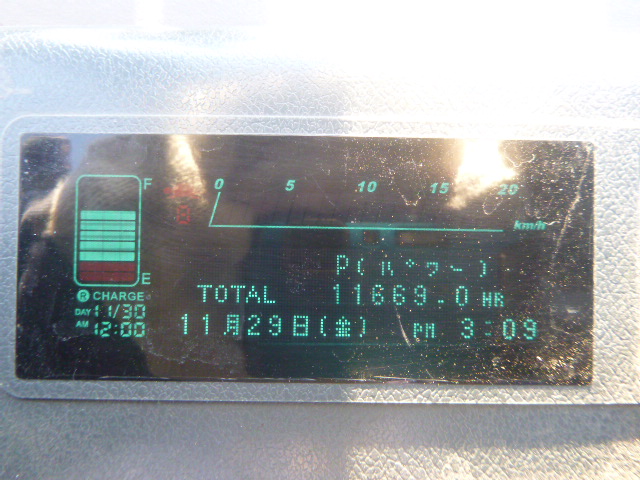 F
0 5 10 15 20
km/h
E
P(パワー)
R CHARGE
TOTAL 11669.0 HR
DAY 11/30
AM 12:00
11月29日(金) PM 3:09